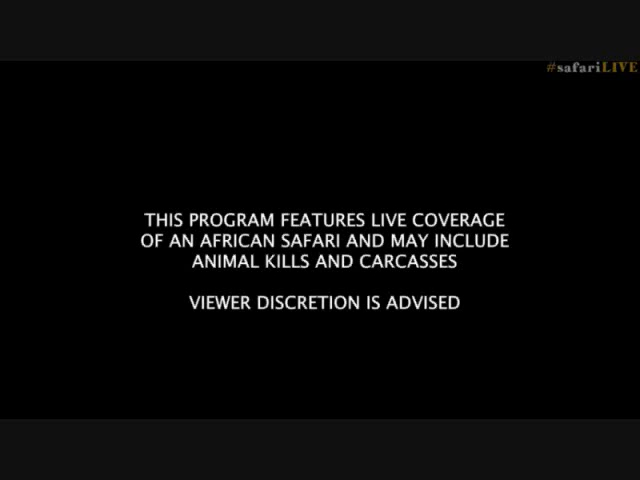 #safariLIVE
THIS PROGRAM FEATURES LIVE COVERAGE
OF AN AFRICAN SAFARI AND MAY INCLUDE
ANIMAL KILLS AND CARCASSES
VIEWER DISCRETION IS ADVISED